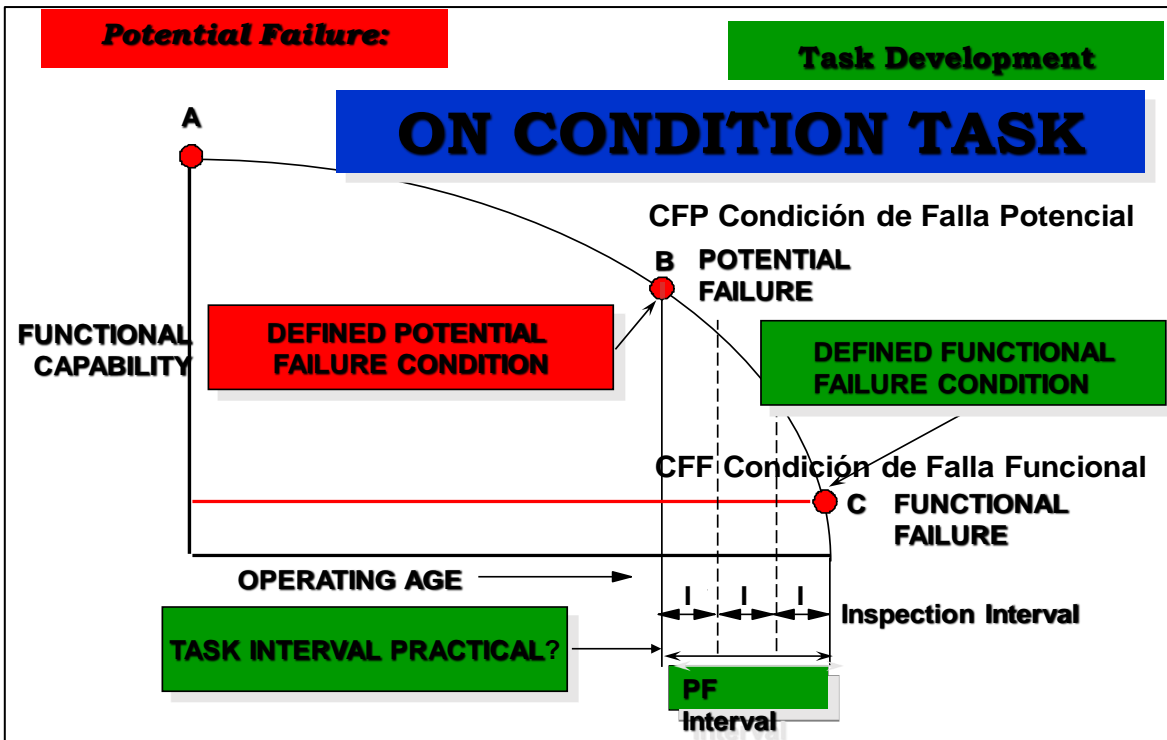 Potential Failure:
Task Development
ON CONDITION TASK
A
CFP Condición de Falla Potencial
B
POTENTIAL
FAILURE
FUNCTIONAL
CAPABILITY
DEFINED POTENTIAL
FAILURE CONDITION
DEFINED FUNCTIONAL
FAILURE CONDITION
CFF Condición de Falla Funcional
C
FUNCTIONAL
FAILURE
OPERATING AGE
I
I
I
Inspection Interval
TASK INTERVAL PRACTICAL?
PF
Interval